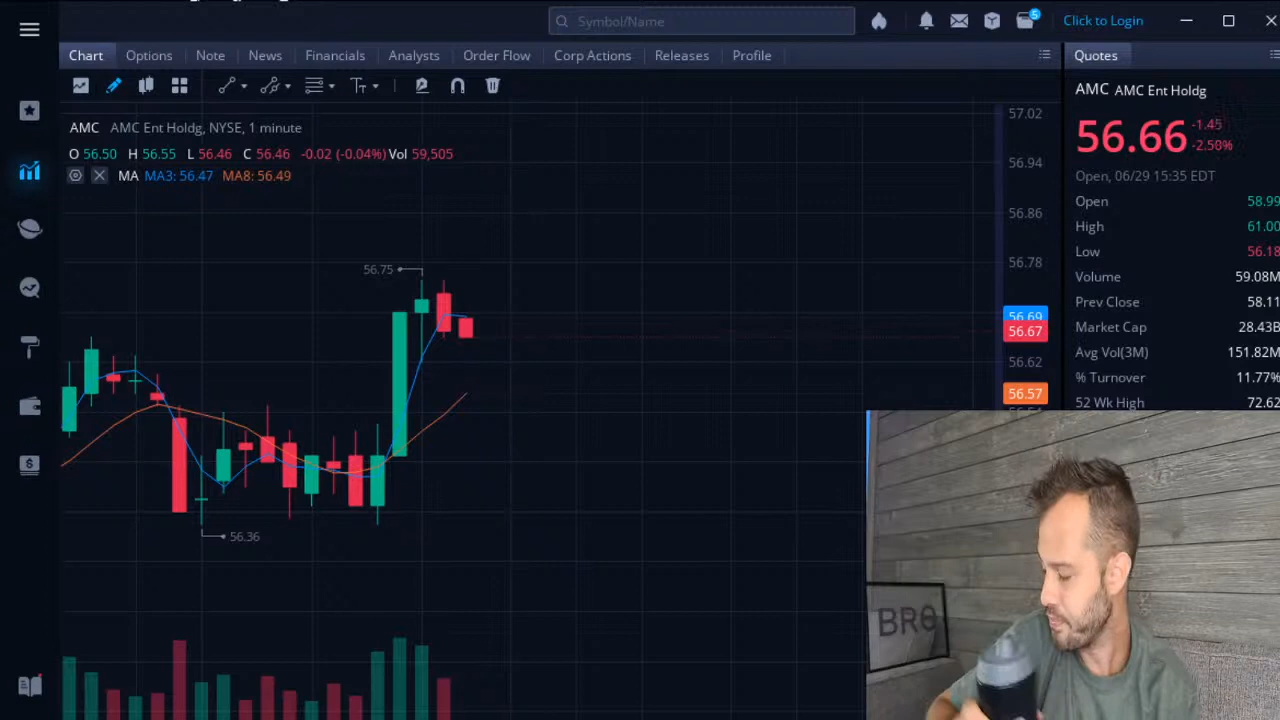 Symbol/Name
5
Click to Login
Chart Options Note News Financials Analysts Order Flow Corp Actions Releases Profile
Quotes
AMC AMC Ent Holdg
56.66
-1.45
-2.50%
Open, 06/29 15:35 EDT
Open 58.99
High 61.00
Low 56.18
Volume 59.08M
Prev Close 58.11
Market Cap 28.43B
Avg Vol(3M) 151.82M
% Turnover 11.77%
52 Wk High 72.62
AMC AMC Ent Holdg, NYSE, 1 minute
O 56.50 H 56.55 L 56.46 C 56.46 -0.02 (-0.04%) Vol 59,505
MA MA3: 56.47 MA8: 56.49
57.02
56.94
56.86
56.78
56.69
56.67
56.62
56.57
56.75
56.36
BRO